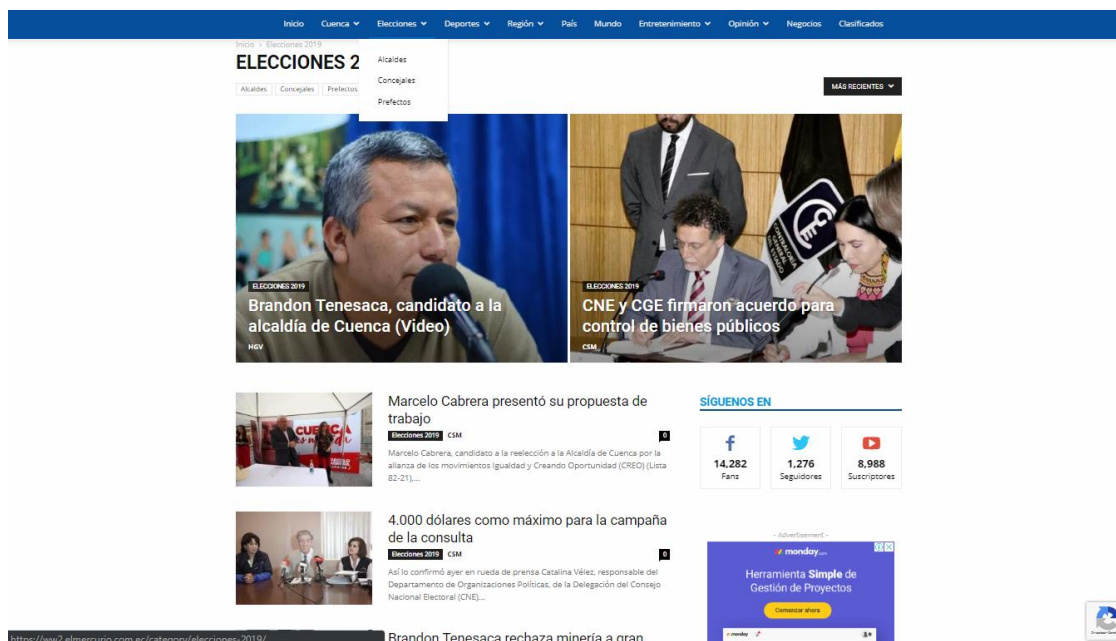 Inicio Cuenca Elecciones Deportes Región País Mundo Entretenimiento Opinión Negocios Clasificados
Inicio › Elecciones 2019
ELECCIONES 2
Alcaldes
Concejales
Prefectos
Alcaldes Concejales Prefectos
MÁS RECIENTES
CONTRALORÍA
GENERAL
DEL ESTADO
ELECCIONES 2019
Brandon Tenesaca, candidato a la
alcaldía de Cuenca (Video)
HGV
ELECCIONES 2019
CNE y CGE firmaron acuerdo para
control de bienes públicos
CSM
Marcelo Cabrera presentó su propuesta de
trabajo
Elecciones 2019 CSM 0
Marcelo Cabrera, candidato a la reelección a la Alcaldía de Cuenca por la
alianza de los movimientos Igualdad y Creando Oportunidad (CREO) (Lista
82-21),...
4.000 dólares como máximo para la campaña
de la consulta
Elecciones 2019 CSM 0
Así lo confirmó ayer en rueda de prensa Catalina Vélez, responsable del
Departamento de Organizaciones Políticas, de la Delegación del Consejo
Nacional Electoral (CNE)...
Brandon Tenesaca rechaza minería a gran
SÍGUENOS EN
14,282 1,276 8,988
Fans Seguidores Suscriptores
- Advertisement -
monday.com
Herramienta Simple de
Gestión de Proyectos
Comenzar ahora
monday
https://ww2.elmercurio.com.ec/category/elecciones-2019/